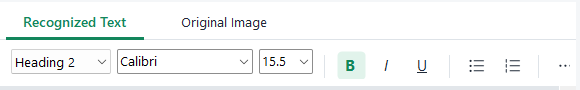 Recognized Text Original Image
Heading 2 Calibri 15.5 B I U ...